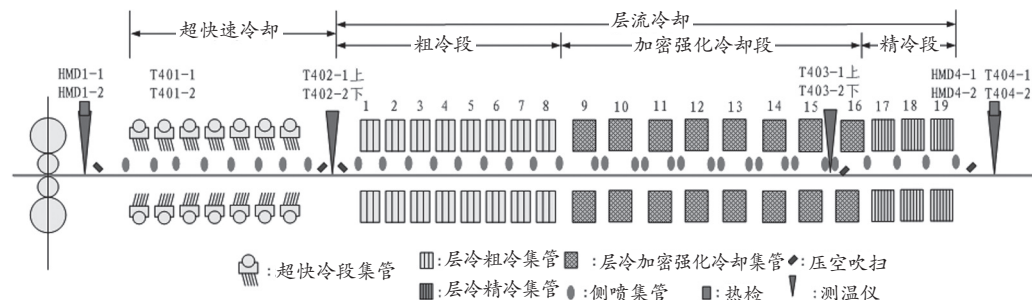 超快速冷却
层流冷却
粗冷段
加密强化冷却段
精冷段
HMD1-1
HMD1-2
T401-1
T401-2
T402-1上
T402-2下
T403-1上
T403-2下
HMD4-1 T404-1
HMD4-2 T404-2
1 2 3 4 5 6 7 8 9 10 11 12 13 14 15 16 17 18 19
:超快冷段集管
:层冷粗冷集管 :层冷加密强化冷却集管 :压空吹扫
:层冷精冷集管 :侧喷集管 :热检 :测温仪